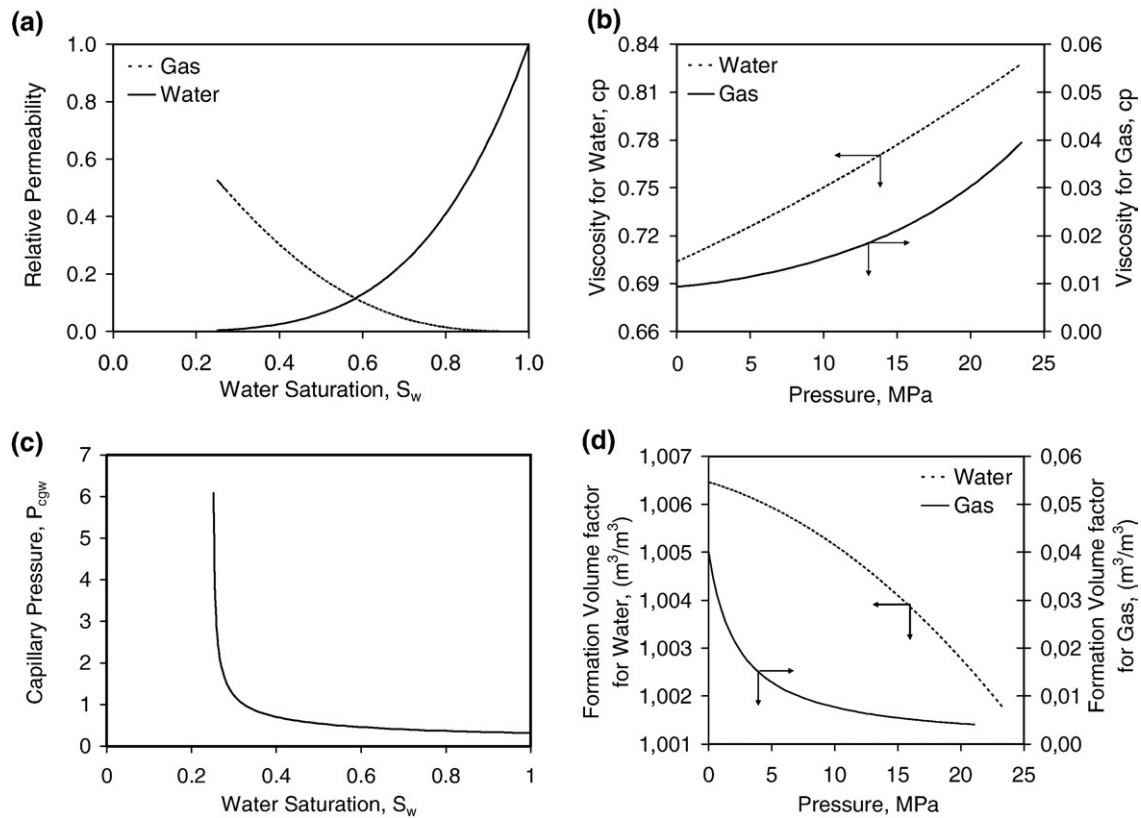 (a)
Gas
Water
Relative Permeability
1.0
0.8
0.6
0.4
0.2
0.0
0.0 0.2 0.4 0.6 0.8 1.0
Water Saturation, Sw
(b)
Water
Gas
Viscosity for Water, cp
0.84
0.81
0.78
0.75
0.72
0.69
0.66
Viscosity for Gas, cp
0.06
0.05
0.04
0.03
0.02
0.01
0.00
0 5 10 15 20 25
Pressure, MPa
(c)
Capillary Pressure, Pcgw
7
6
5
4
3
2
1
0
0 0.2 0.4 0.6 0.8 1
Water Saturation, Sw
(d)
Water
Gas
Formation Volume factor
for Water, (m³/m³)
1,007
1,006
1,005
1,004
1,003
1,002
1,001
Formation Volume factor
for Gas, (m³/m³)
0,06
0,05
0,04
0,03
0,02
0,01
0,00
0 5 10 15 20 25
Pressure, MPa